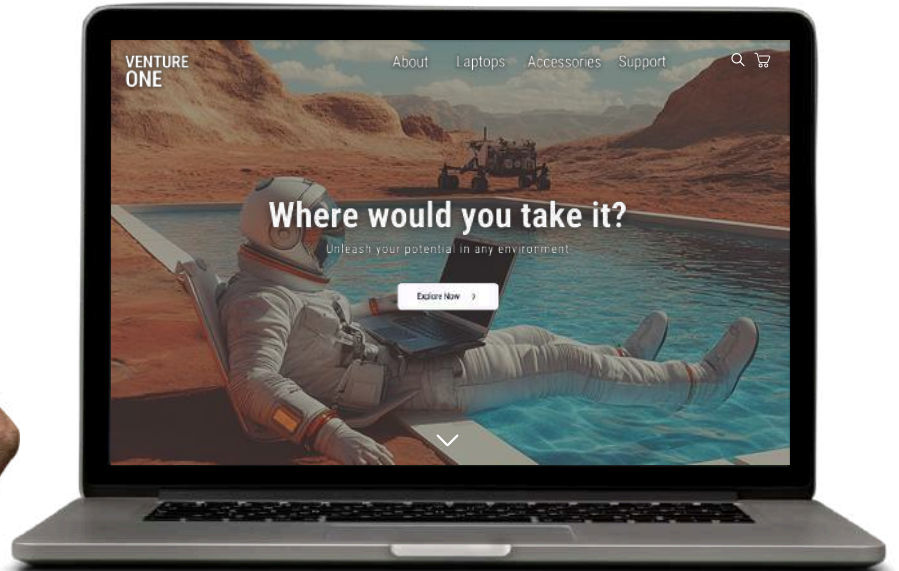 VENTURE
ONE
About Laptops Accessories Support
Where would you take it?
Unleash your potential in any environment
Explore Now